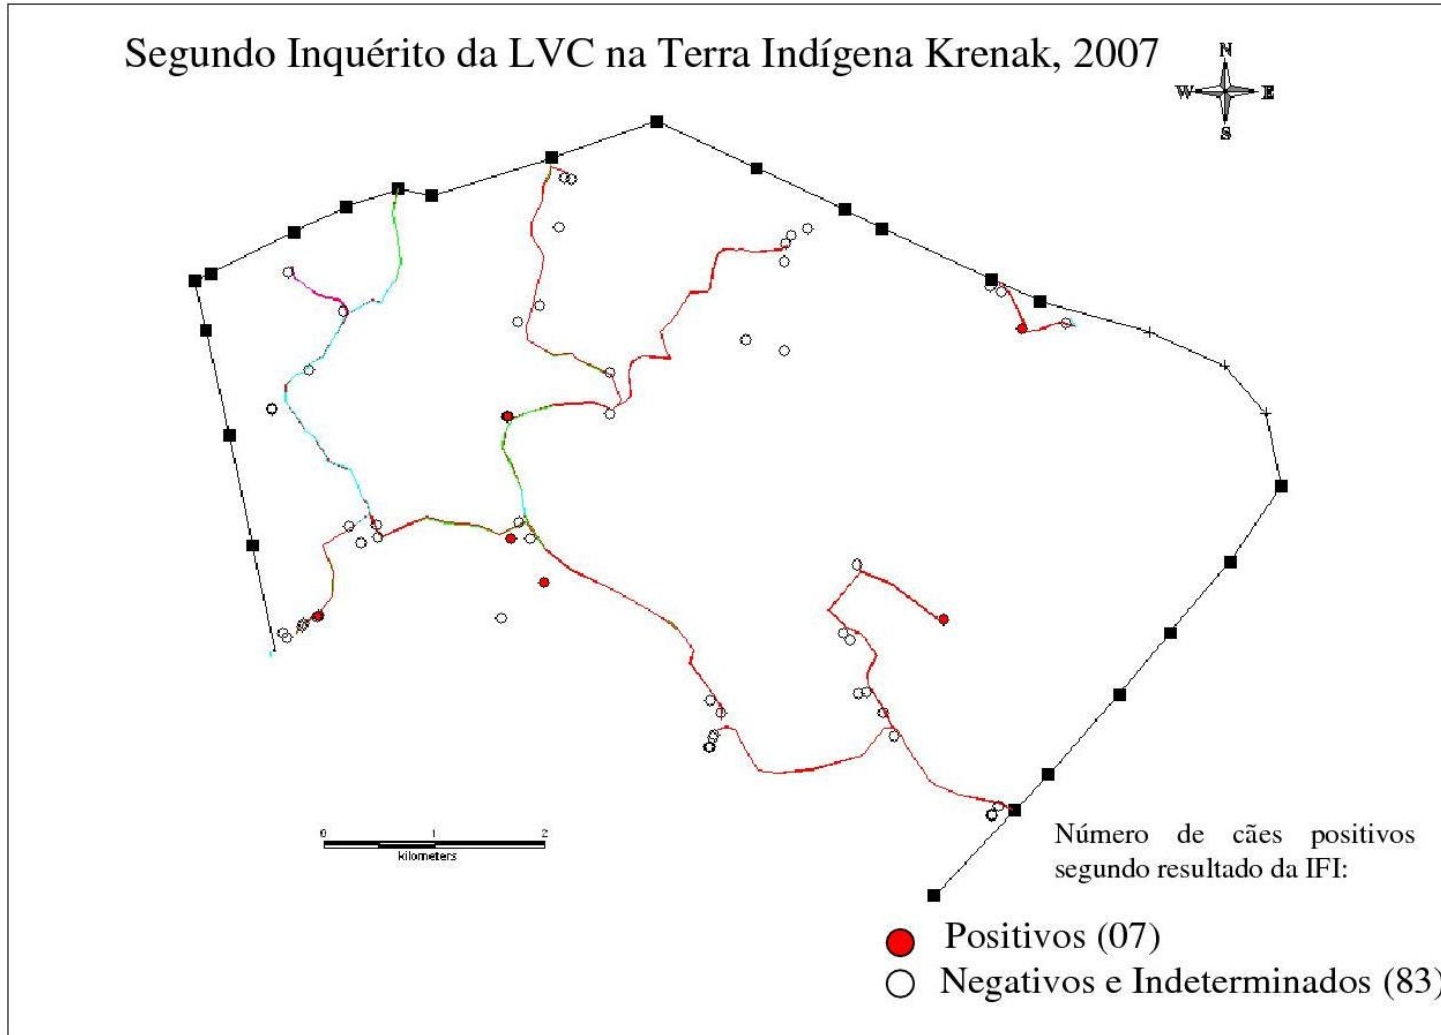 Segundo Inquérito da LVC na Terra Indígena Krenak, 2007
N
W E
S
0 1 2
kilometers
Número de cães positivos
segundo resultado da IFI:
Positivos (07)
Negativos e Indeterminados (83)